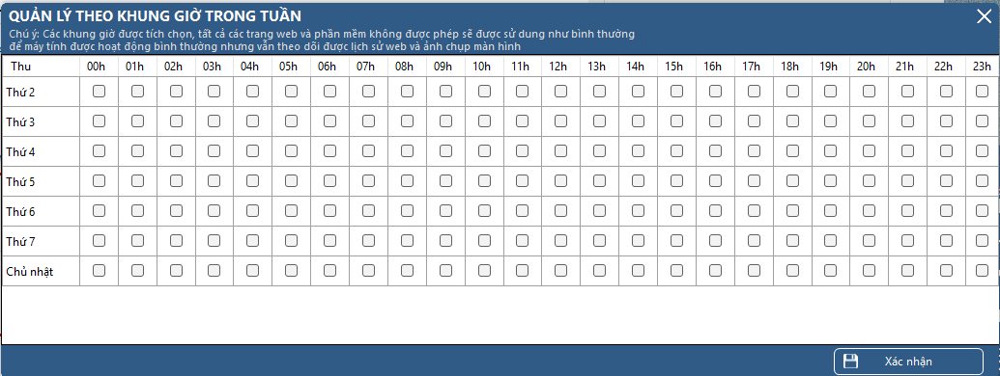 QUẢN LÝ THEO KHUNG GIỜ TRONG TUẦN
Chú ý: Các khung giờ được tích chọn, tất cả các trang web và phần mềm không được phép sẽ được sử dung như bình thường
để máy tính được hoạt động bình thường nhưng vẫn theo dõi được lịch sử web và ảnh chụp màn hình
Thu 00h 01h 02h 03h 04h 05h 06h 07h 08h 09h 10h 11h 12h 13h 14h 15h 16h 17h 18h 19h 20h 21h 22h 23h
Thứ 2
Thứ 3
Thứ 4
Thứ 5
Thứ 6
Thứ 7
Chủ nhật
Xác nhận